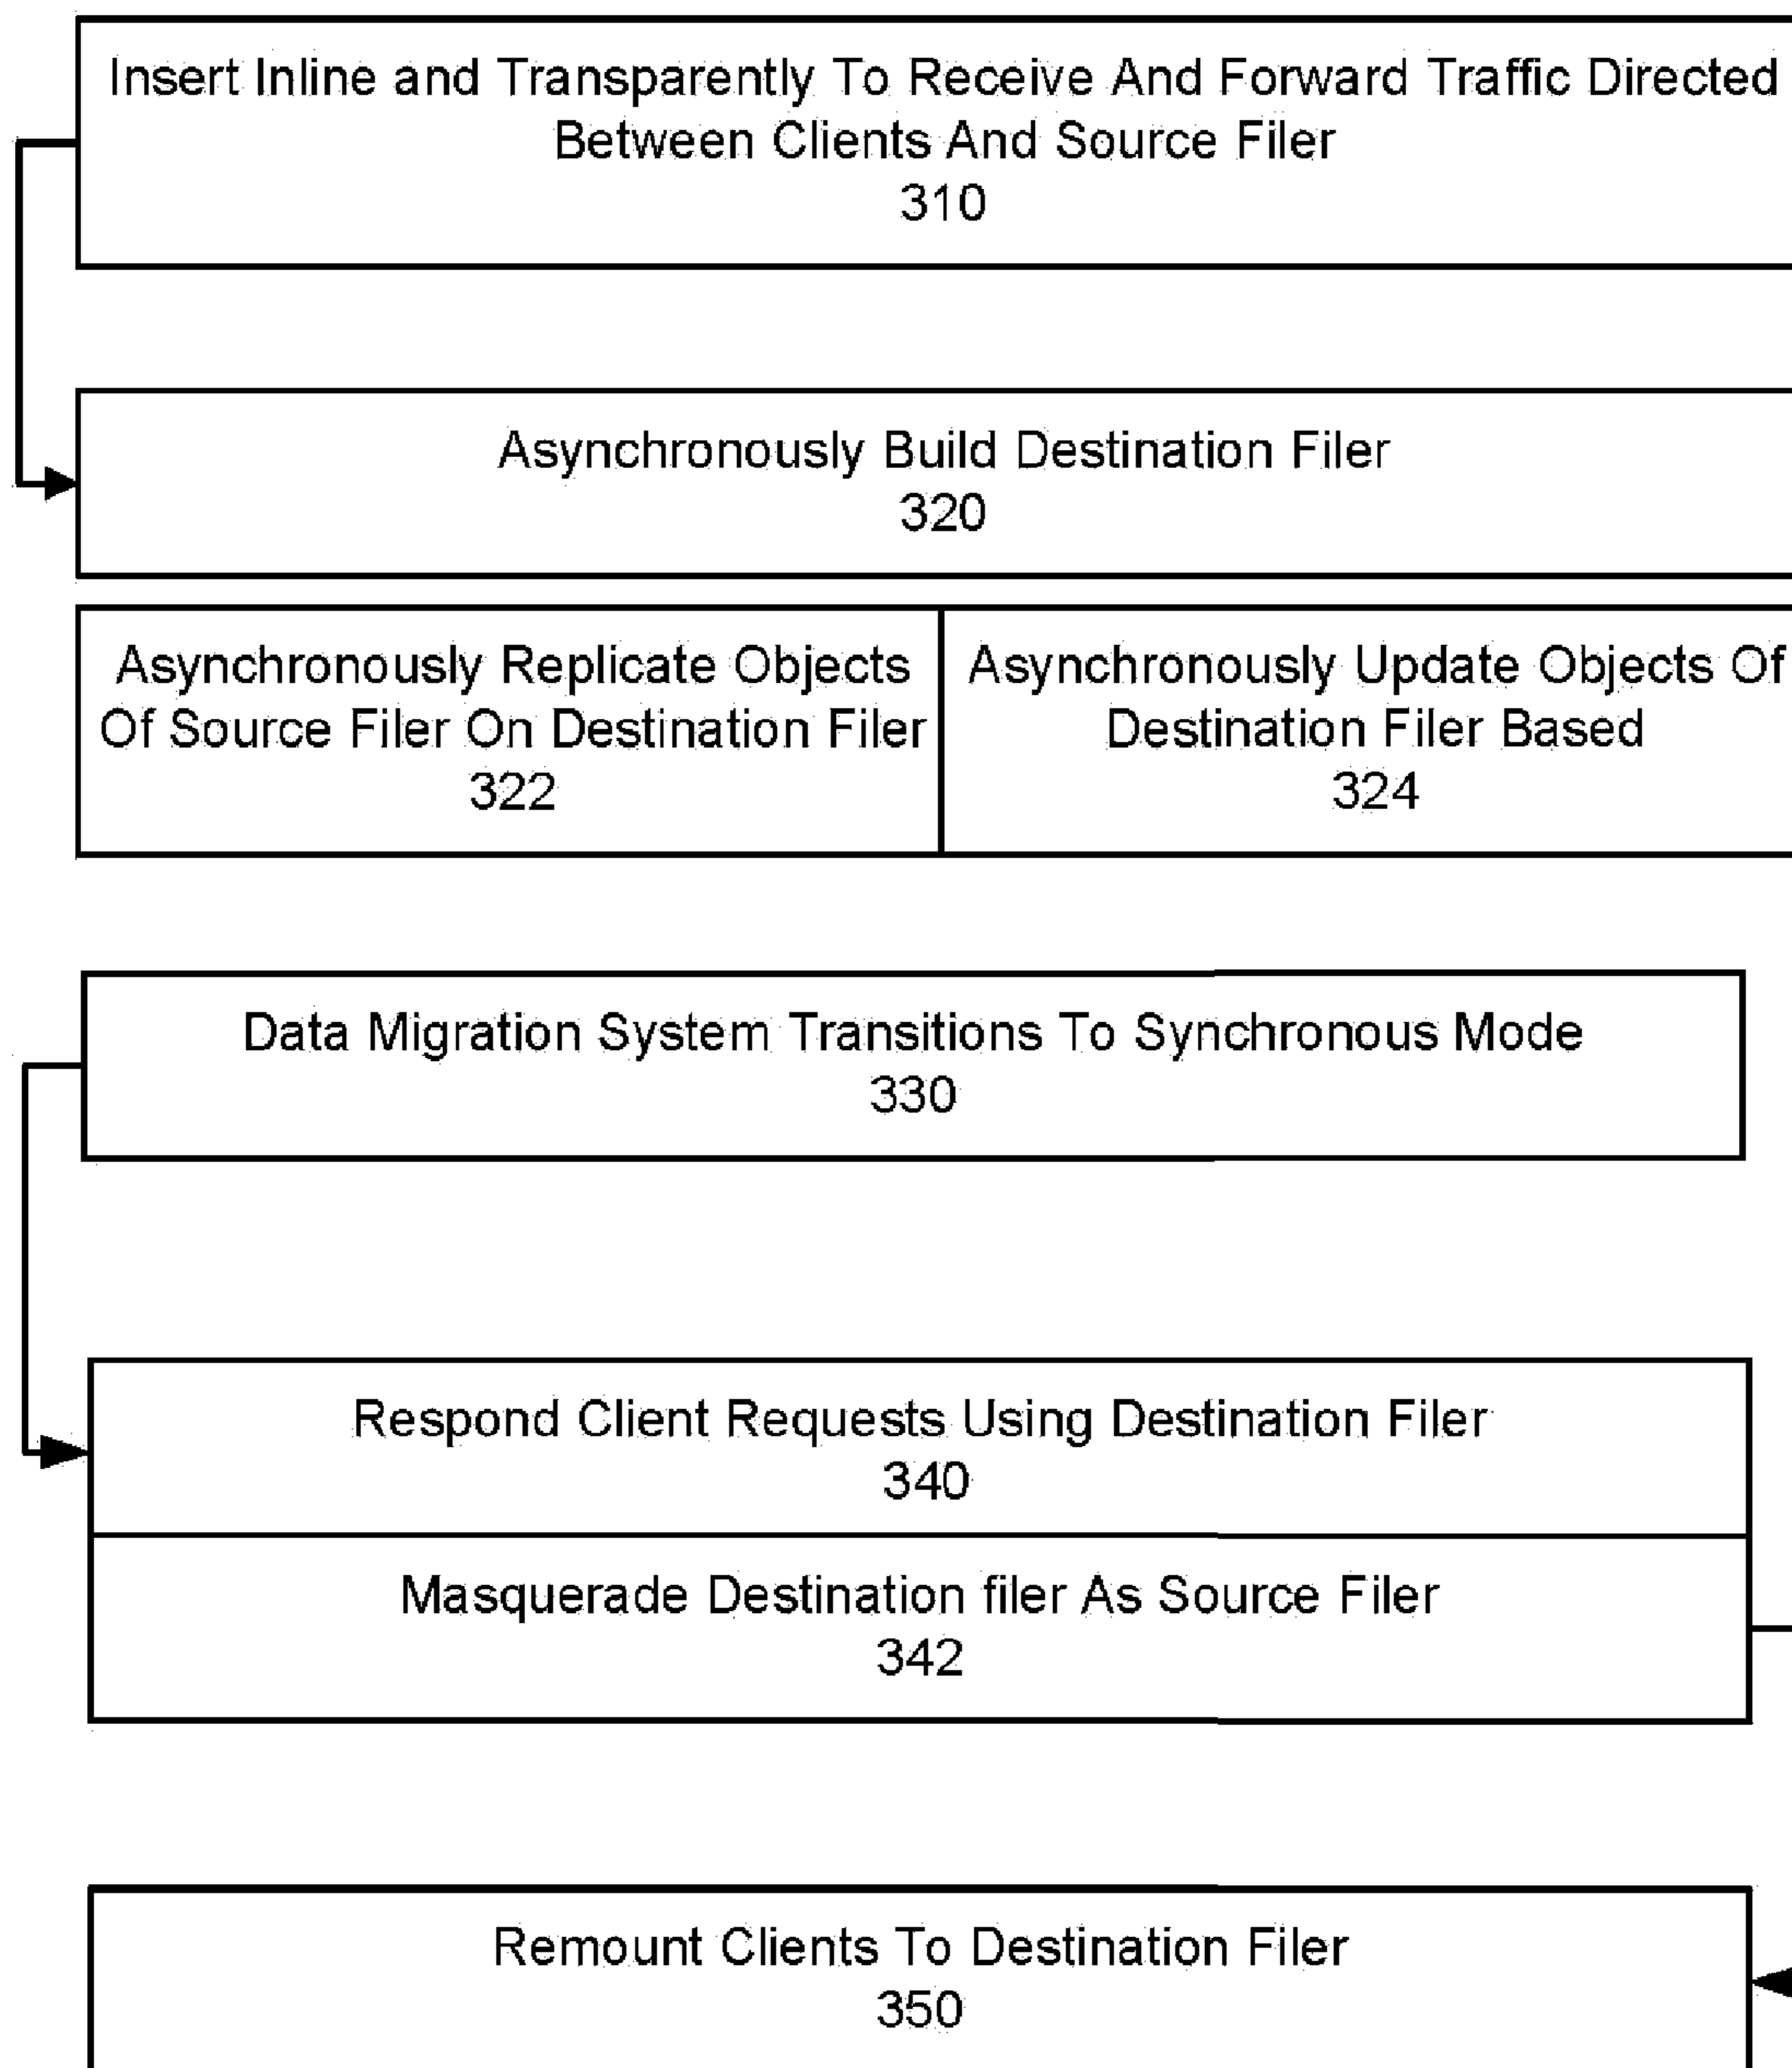 Insert Inline and Transparently To Receive And Forward Traffic Directed
Between Clients And Source Filer
310
Asynchronously Build Destination Filer
320
Asynchronously Replicate Objects
Of Source Filer On Destination Filer
322
Asynchronously Update Objects Of
Destination Filer Based
324
Data Migration System Transitions To Synchronous Mode
330
Respond Client Requests Using Destination Filer
340
Masquerade Destination filer As Source Filer
342
Remount Clients To Destination Filer
350